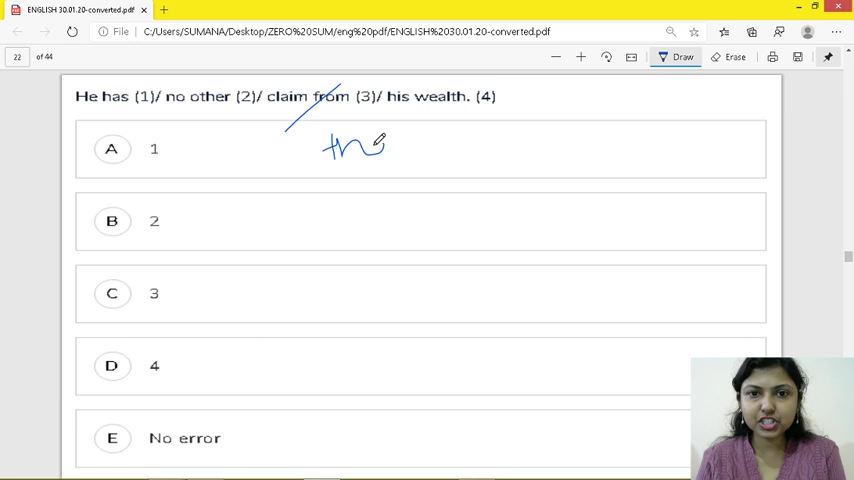 ENGLISH 30.01.20-converted.pdf
File
C:/Users/SUMANA/Desktop/ZERO%20SUM/eng%20pdf/ENGLISH%2030.01.20-converted.pdf
22 of 44
Draw
Erase
He has (1)/ no other (2)/ claim from (3)/ his wealth. (4)
A 1
B 2
C 3
D 4
E No error